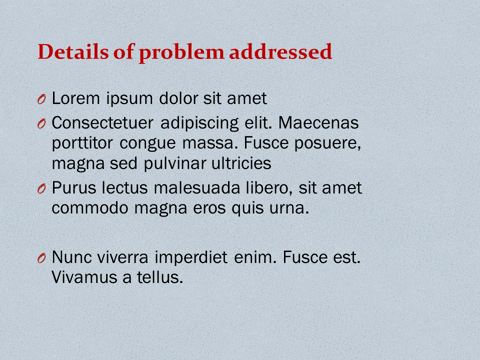 Details of problem addressed
Lorem ipsum dolor sit amet
Consectetuer adipiscing elit. Maecenas
porttitor congue massa. Fusce posuere,
magna sed pulvinar ultricies
Purus lectus malesuada libero, sit amet
commodo magna eros quis urna.
Nunc viverra imperdiet enim. Fusce est.
Vivamus a tellus.